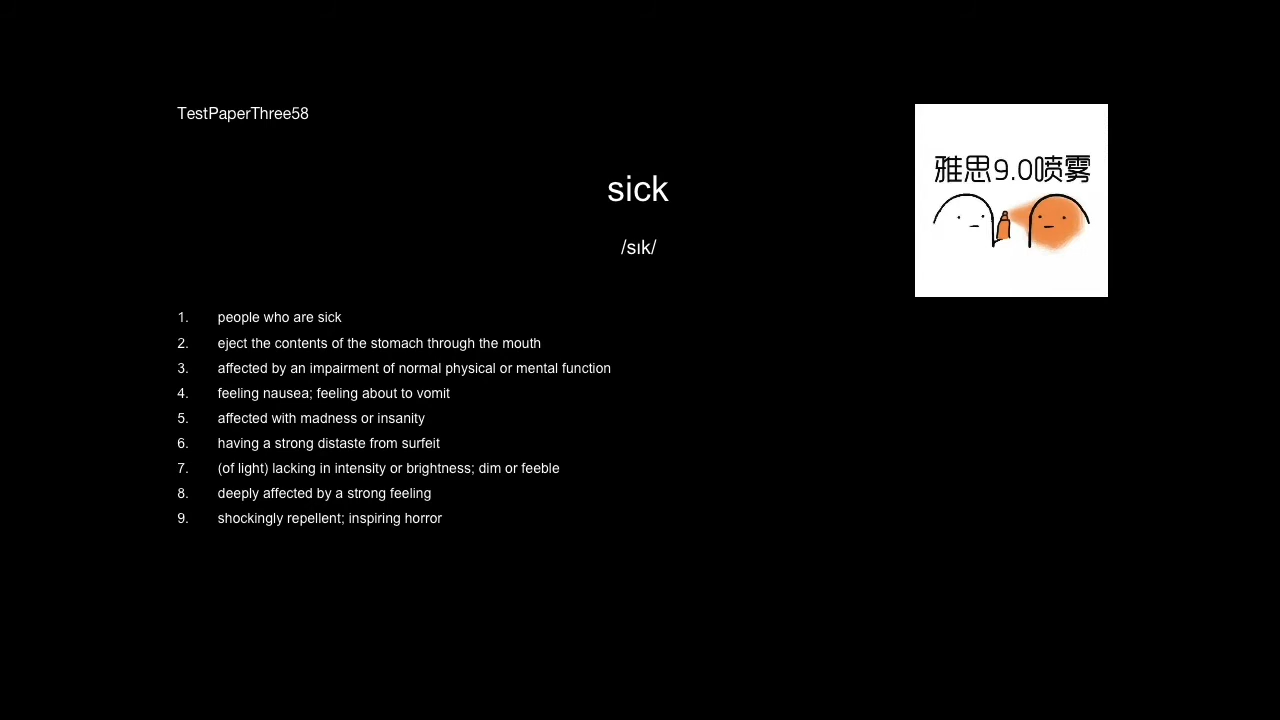 TestPaperThree58
雅思9.0喷雾
sick
/sık/
1. people who are sick
2. eject the contents of the stomach through the mouth
3. affected by an impairment of normal physical or mental function
4. feeling nausea; feeling about to vomit
5. affected with madness or insanity
6. having a strong distaste from surfeit
7. (of light) lacking in intensity or brightness; dim or feeble
8. deeply affected by a strong feeling
9. shockingly repellent; inspiring horror